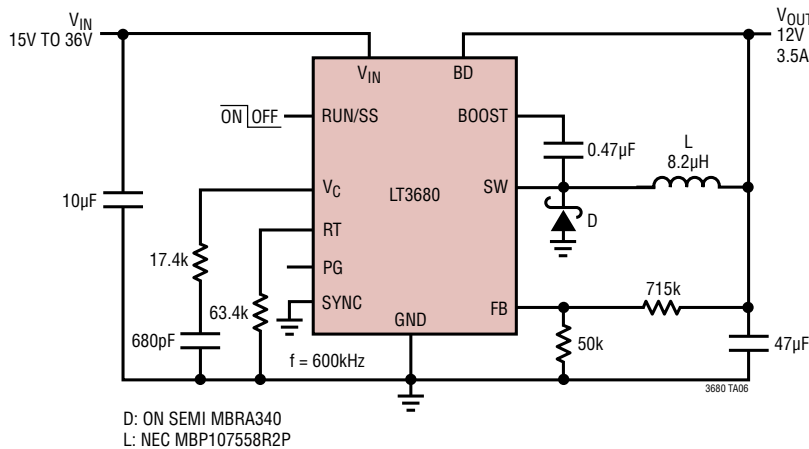 VIN
15V TO 36V
VOUT
12V
3.5A
VIN
BD
ON OFF
RUN/SS
BOOST
0.47µF
L
8.2µH
10µF
VC
LT3680
SW
D
RT
17.4k
PG
715k
63.4k
SYNC
FB
GND
680pF
f = 600kHz
50k
47µF
3680 TA06
D: ON SEMI MBRA340
L: NEC MBP107558R2P